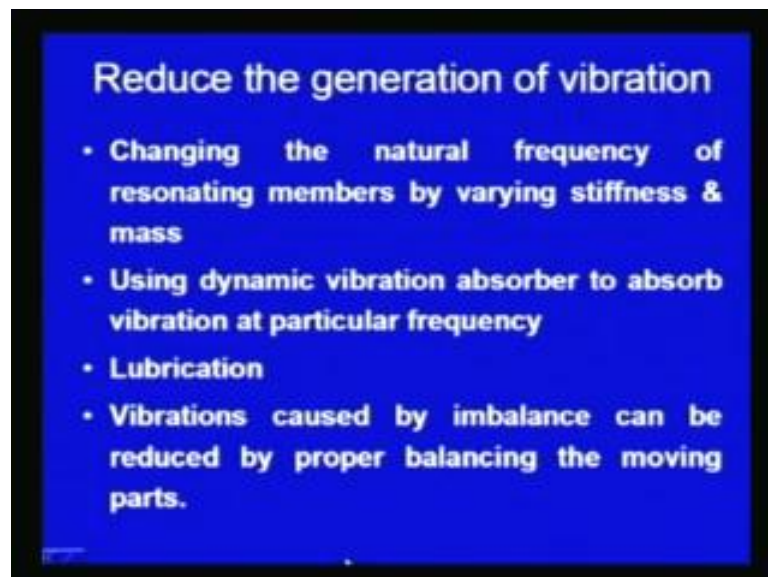 Reduce the generation of vibration
• Changing the natural frequency of
resonating members by varying stiffness &
mass
• Using dynamic vibration absorber to absorb
vibration at particular frequency
• Lubrication
• Vibrations caused by imbalance can be
reduced by proper balancing the moving
parts.